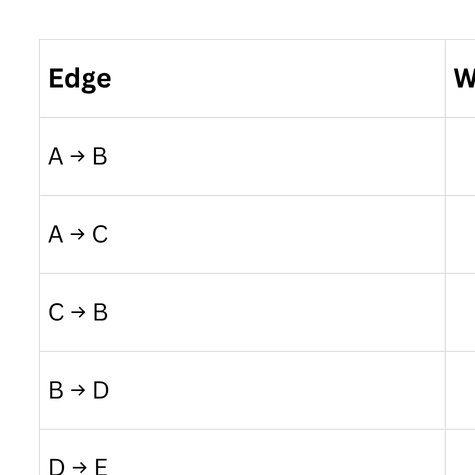 Edge
A → B
A → C
C → B
B → D
D → E